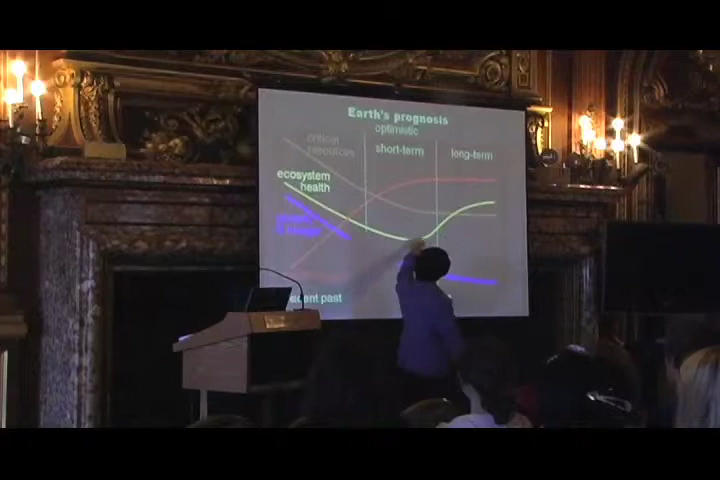 Earth's prognosis
optimistic
critical
resources
short-term
long-term
ecosystem
health
recent past